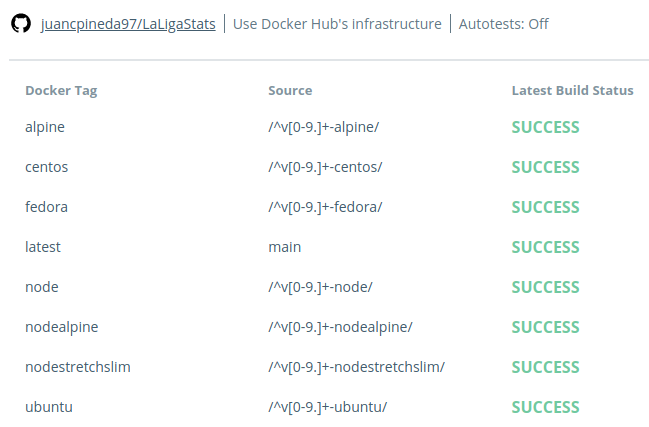 juancpineda97/LaLigaStats | Use Docker Hub's infrastructure | Autotests: Off
Docker Tag Source Latest Build Status
alpine /^v[0-9.]+-alpine/ SUCCESS
centos /^v[0-9.]+-centos/ SUCCESS
fedora /^v[0-9.]+-fedora/ SUCCESS
latest main SUCCESS
node /^v[0-9.]+-node/ SUCCESS
nodealpine /^v[0-9.]+-nodealpine/ SUCCESS
nodestretchslim /^v[0-9.]+-nodestretchslim/ SUCCESS
ubuntu /^v[0-9.]+-ubuntu/ SUCCESS